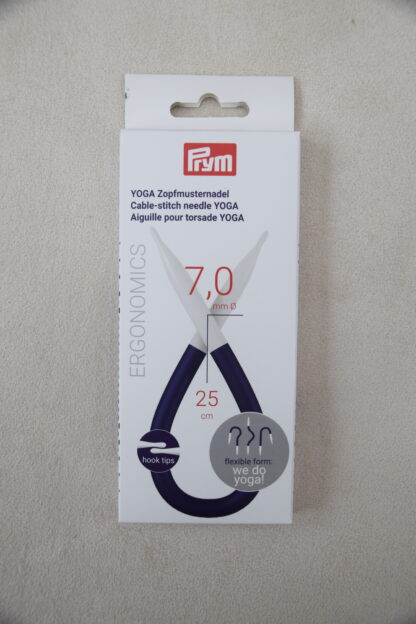 Prym
YOGA Zopfmusternadel
Cable-stitch needle YOGA
Aiguille pour torsade YOGA
ERGONOMICS
7,0
mm Ø
25
cm
hook tips
flexible form:
we do
yoga!